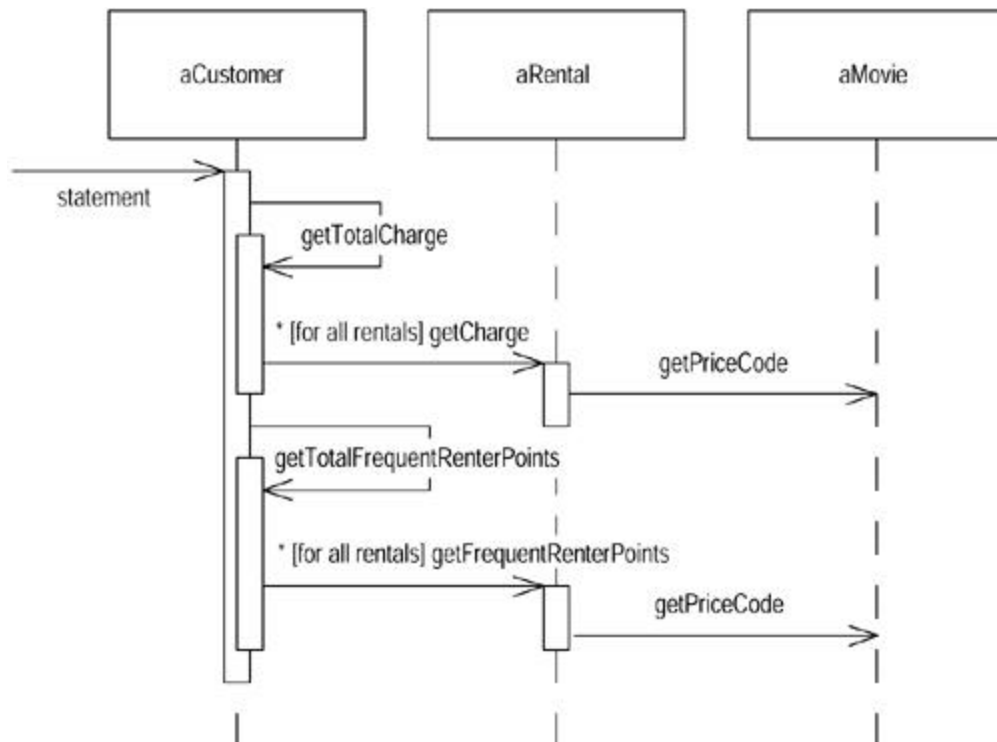 aCustomer
aRental
aMovie
statement
getTotalCharge
* [for all rentals] getCharge
getPriceCode
getTotalFrequentRenterPoints
* [for all rentals] getFrequentRenterPoints
getPriceCode